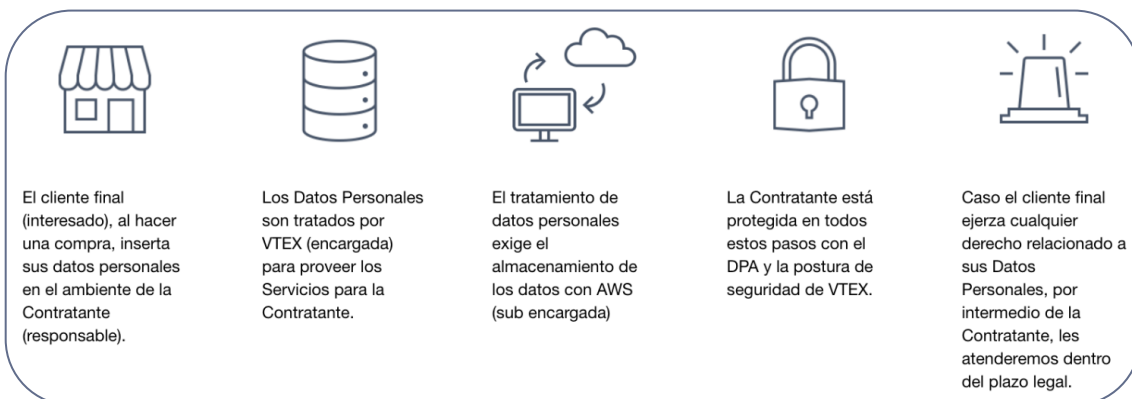 El cliente final
(interesado), al hacer
una compra, inserta
sus datos personales
en el ambiente de la
Contratante
(responsable).
Los Datos Personales
son tratados por
VTEX (encargada)
para proveer los
Servicios para la
Contratante.
El tratamiento de
datos personales
exige el
almacenamiento de
los datos con AWS
(sub encargada)
La Contratante está
protegida en todos
estos pasos con el
DPA y la postura de
seguridad de VTEX.
Caso el cliente final
ejerza cualquier
derecho relacionado a
sus Datos
Personales, por
intermedio de la
Contratante, les
atenderemos dentro
del plazo legal.